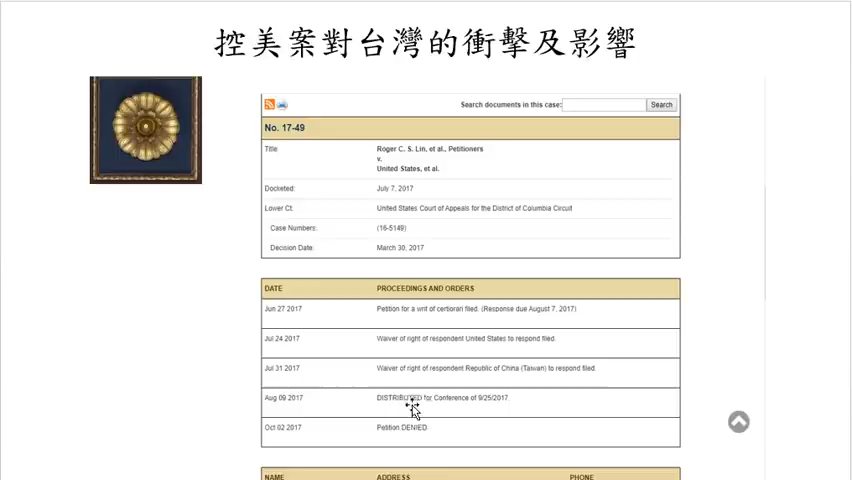 控美案對台灣的衝擊及影響
Search documents in this case: Search
No. 17-49
Title: Roger C. S. Lin, et al., Petitioners
v.
United States, et al.
Docketed: July 7, 2017
Lower Ct: United States Court of Appeals for the District of Columbia Circuit
Case Numbers: (16-5149)
Decision Date: March 30, 2017
DATE PROCEEDINGS AND ORDERS
Jun 27 2017 Petition for a writ of certiorari filed. (Response due August 7, 2017)
Jul 24 2017 Waiver of right of respondent United States to respond filed.
Jul 31 2017 Waiver of right of respondent Republic of China (Taiwan) to respond filed.
Aug 09 2017 DISTRIBUTED for Conference of 9/25/2017.
Oct 02 2017 Petition DENIED.
NAME ADDRESS PHONE